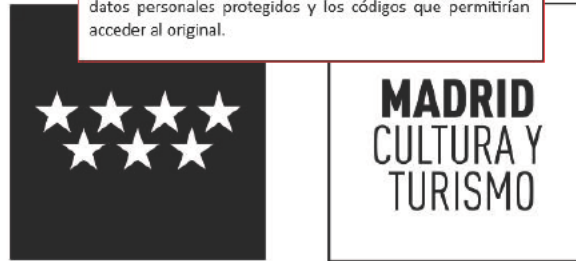 datos personales protegidos y los códigos que permitirían
acceder al original.
MADRID
CULTURA Y
TURISMO